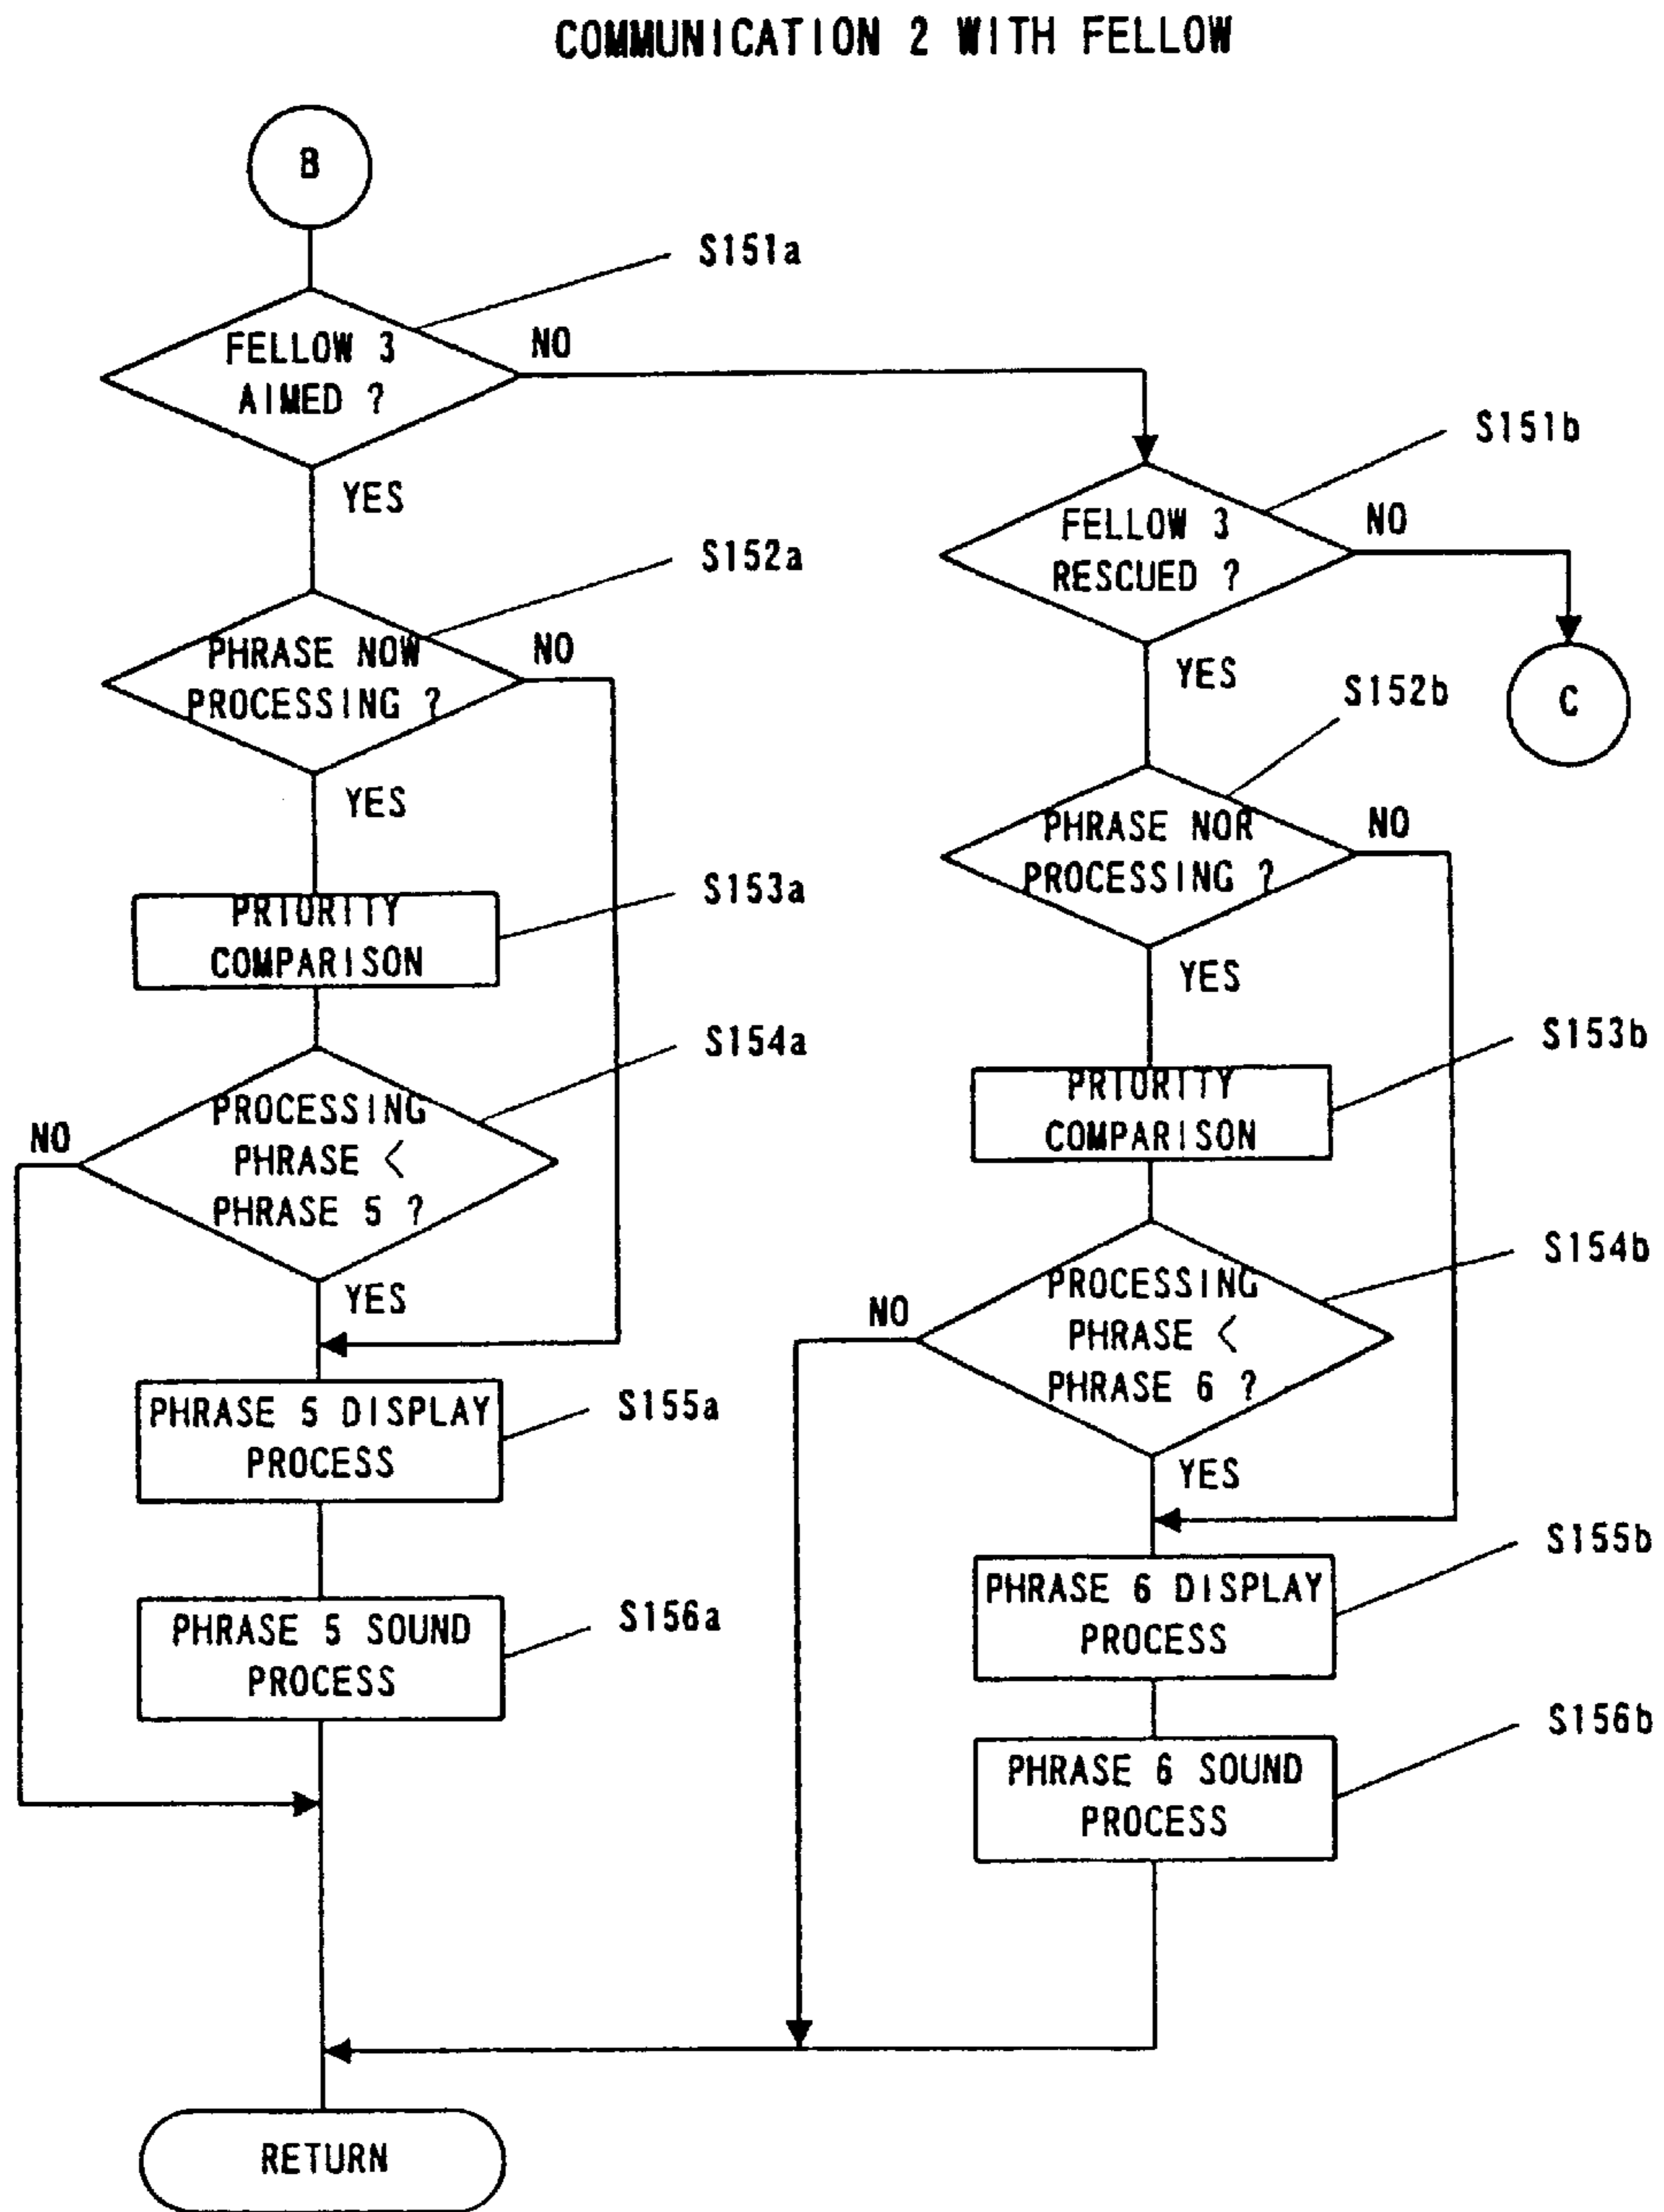 COMMUNICATION 2 WITH FELLOW
B
S151a
FELLOW 3
AIMED ?
NO
YES
S151b
FELLOW 3
RESCUED ?
NO
YES
C
S152a
PHRASE NOW
PROCESSING ?
NO
YES
S152b
PHRASE NOR
PROCESSING ?
NO
YES
S153a
PRIORITY
COMPARISON
S153b
PRIORITY
COMPARISON
S154a
PROCESSING
PHRASE <
PHRASE 5 ?
NO
YES
S154b
PROCESSING
PHRASE <
PHRASE 6 ?
NO
YES
PHRASE 5 DISPLAY
PROCESS
S155a
PHRASE 6 DISPLAY
PROCESS
S155b
PHRASE 5 SOUND
PROCESS
S156a
PHRASE 6 SOUND
PROCESS
S156b
RETURN